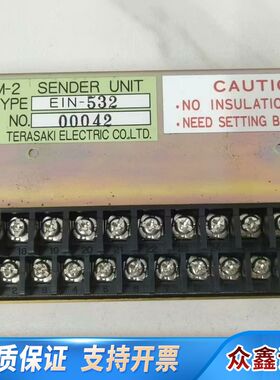 M-2 SENDER UNIT
TYPE EIN-532
NO. 00042
TERASAKI ELECTRIC CO.LTD.
CAUTIO
•NO INSULATION
•NEED SETTING B
质保证 支持开票
众鑫